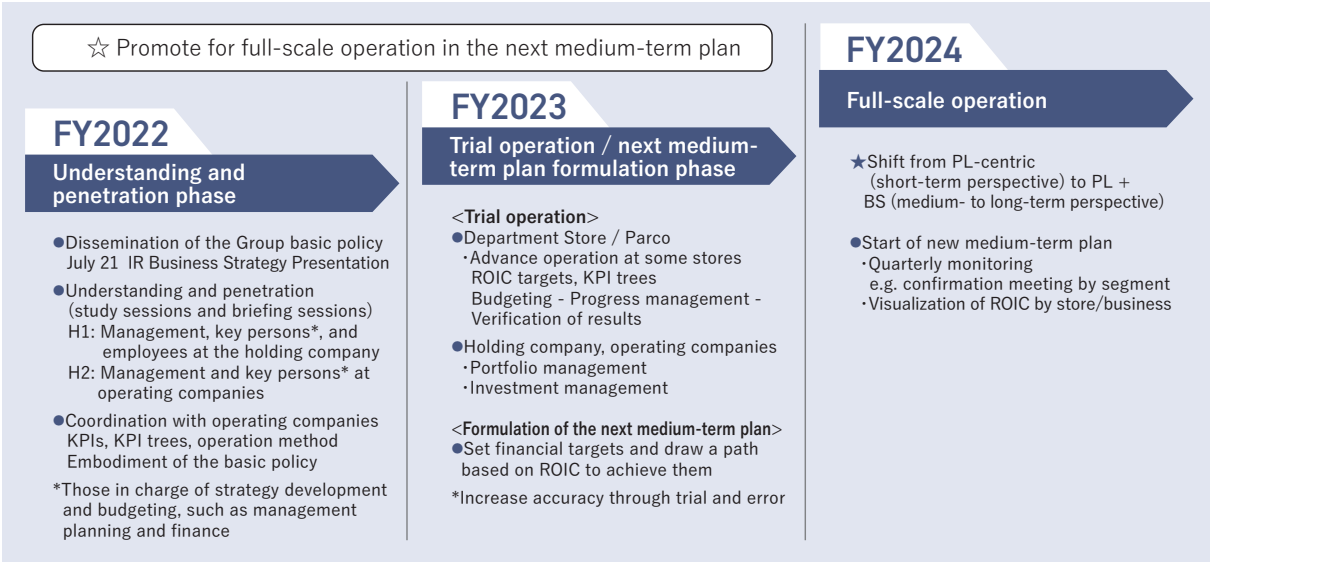 ☆ Promote for full-scale operation in the next medium-term plan
FY2022
Understanding and
penetration phase
●Dissemination of the Group basic policy
July 21 IR Business Strategy Presentation
●Understanding and penetration
(study sessions and briefing sessions)
H1: Management, key persons*, and
employees at the holding company
H2: Management and key persons* at
operating companies
●Coordination with operating companies
KPIs, KPI trees, operation method
Embodiment of the basic policy
*Those in charge of strategy development
and budgeting, such as management
planning and finance
FY2023
Trial operation / next medium-
term plan formulation phase
<Trial operation>
●Department Store / Parco
・Advance operation at some stores
ROIC targets, KPI trees
Budgeting - Progress management -
Verification of results
●Holding company, operating companies
・Portfolio management
・Investment management
<Formulation of the next medium-term plan>
●Set financial targets and draw a path
based on ROIC to achieve them
*Increase accuracy through trial and error
FY2024
Full-scale operation
★Shift from PL-centric
(short-term perspective) to PL +
BS (medium- to long-term perspective)
●Start of new medium-term plan
・Quarterly monitoring
e.g. confirmation meeting by segment
・Visualization of ROIC by store/business